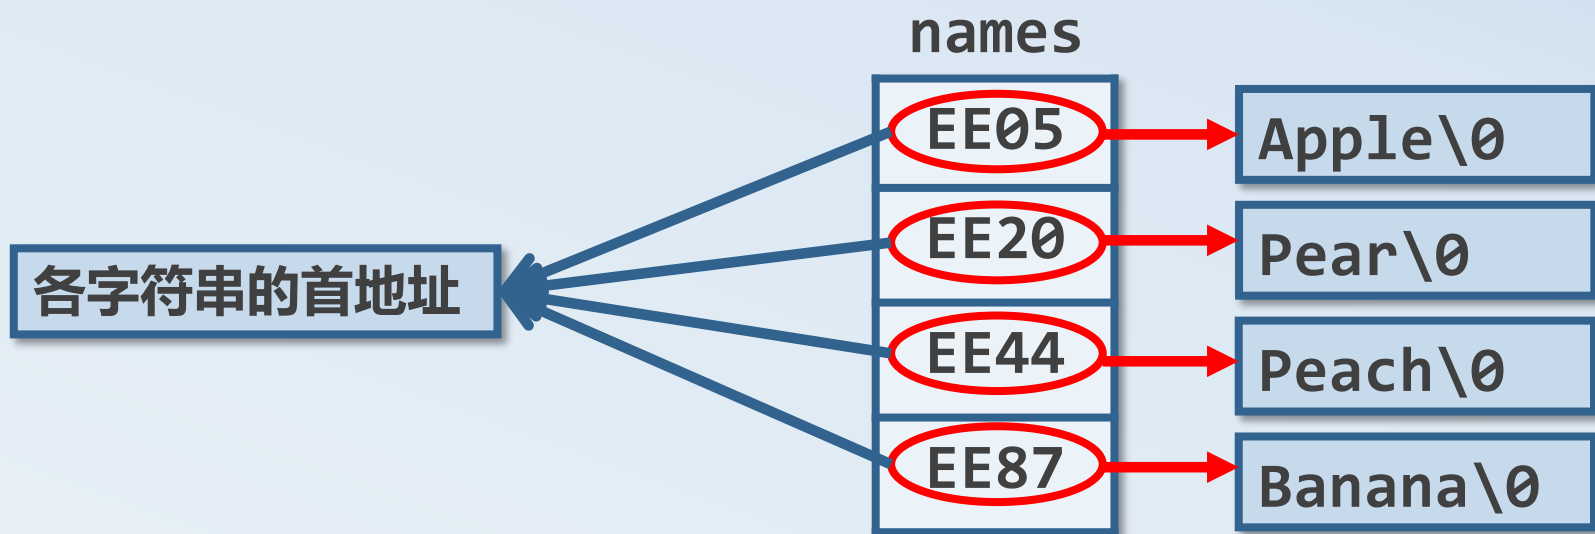 names
EE05
Apple\0
EE20
Pear\0
各字符串的首地址
EE44
Peach\0
EE87
Banana\0